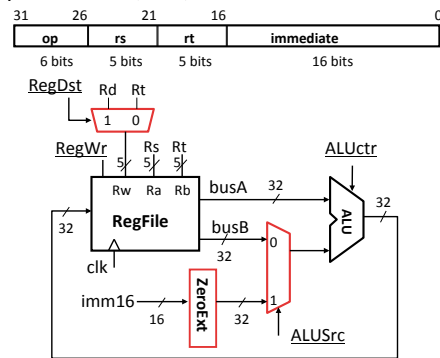 31 26 21 16 0
op rs rt immediate
6 bits 5 bits 5 bits 16 bits
RegDst Rd Rt
1 0
RegWr Rs Rt ALUctr
5 5 5
Rw Ra Rb busA 32
RegFile busB ALU 32
32 32 0
clk
imm16 ZeroExt 1
16 32
ALUSrc